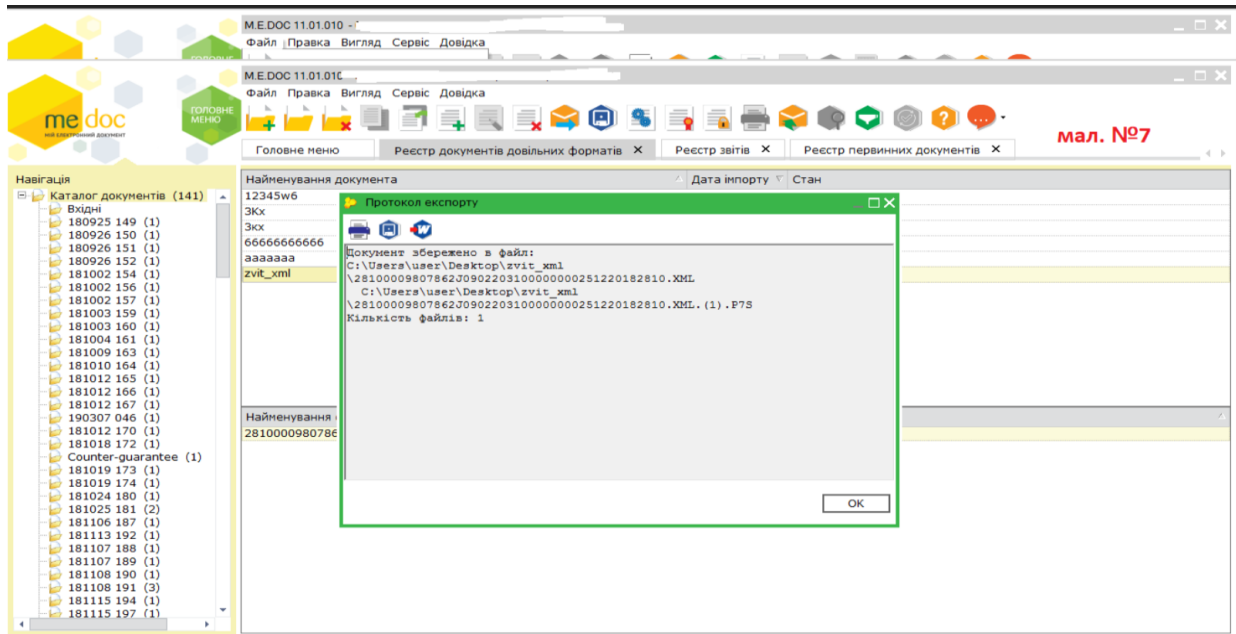 M.E.DOC 11.01.010 -
Файл Правка Вигляд Сервіс Довідка
M.E.DOC 11.01.010
Файл Правка Вигляд Сервіс Довідка
me doc
мій електронний документ
ГОЛОВНЕ
МЕНЮ
мал. №7
Головне меню
Реєстр документів довільних форматів X
Реєстр звітів X
Реєстр первинних документів X
Навігація
Каталог документів (141)
Вхідні
180925 149 (1)
180926 150 (1)
180926 151 (1)
180926 152 (1)
181002 154 (1)
181002 156 (1)
181002 157 (1)
181003 159 (1)
181003 160 (1)
181004 161 (1)
181009 163 (1)
181010 164 (1)
181012 165 (1)
181012 166 (1)
181012 167 (1)
190307 046 (1)
181012 170 (1)
181018 172 (1)
Counter-guarantee (1)
181019 173 (1)
181019 174 (1)
181024 180 (1)
181025 181 (2)
181106 187 (1)
181113 192 (1)
181107 188 (1)
181107 189 (1)
181108 190 (1)
181108 191 (3)
181115 194 (1)
181115 197 (1)
Найменування документа Дата імпорту Стан
12345w6
ЗКх
Зкх
66666666666
aaaaaaa
zvit_xml
Протокол експорту
Документ збережено в файл:
C:\Users\user\Desktop\zvit_xml
\28100009807862J0902203100000000251220182810.XML
C:\Users\user\Desktop\zvit_xml
\28100009807862J0902203100000000251220182810.XML.(1).P7S
Кількість файлів: 1
OK
Найменування
2810000980786